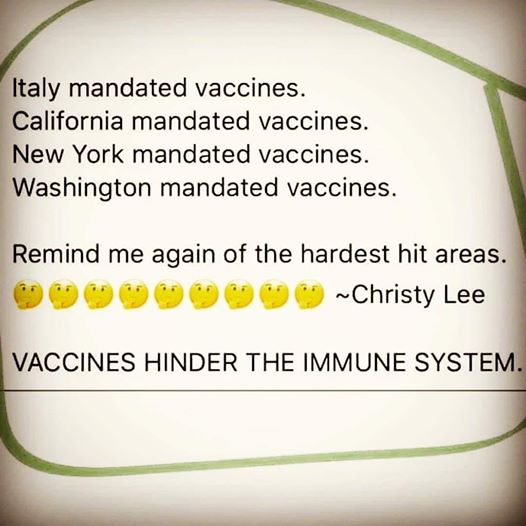 Italy mandated vaccines.
California mandated vaccines.
New York mandated vaccines.
Washington mandated vaccines.
Remind me again of the hardest hit areas.
🤔🤔🤔🤔🤔🤔🤔🤔🤔 ~Christy Lee
VACCINES HINDER THE IMMUNE SYSTEM.